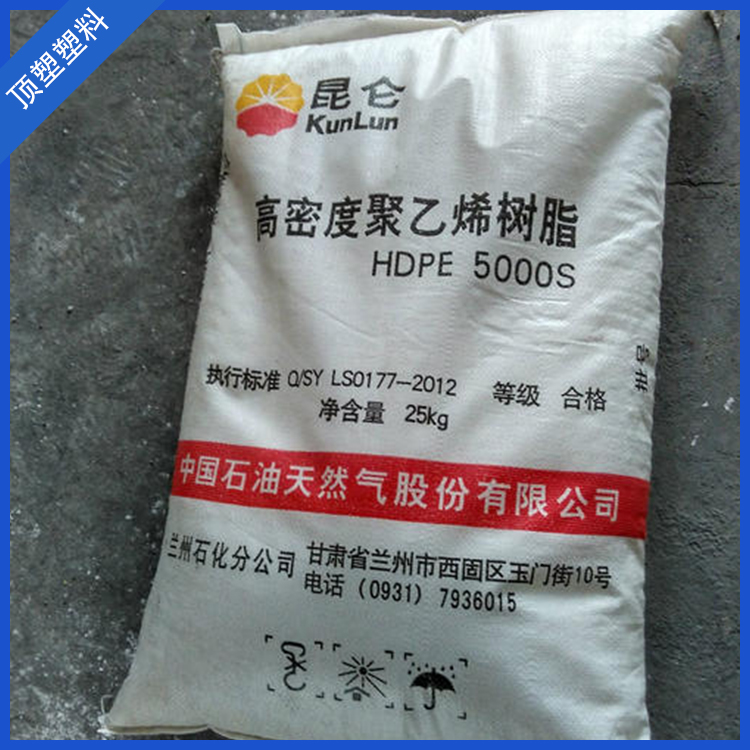 顶塑塑料
昆仑
KunLun
高密度聚乙烯树脂
HDPE 5000S
执行标准 Q/SY LS0177-2012 等级 合格
净含量 25kg
中国石油天然气股份有限公司
兰州石化分公司 甘肃省兰州市西固区玉门街10号
电话 (0931) 7936015